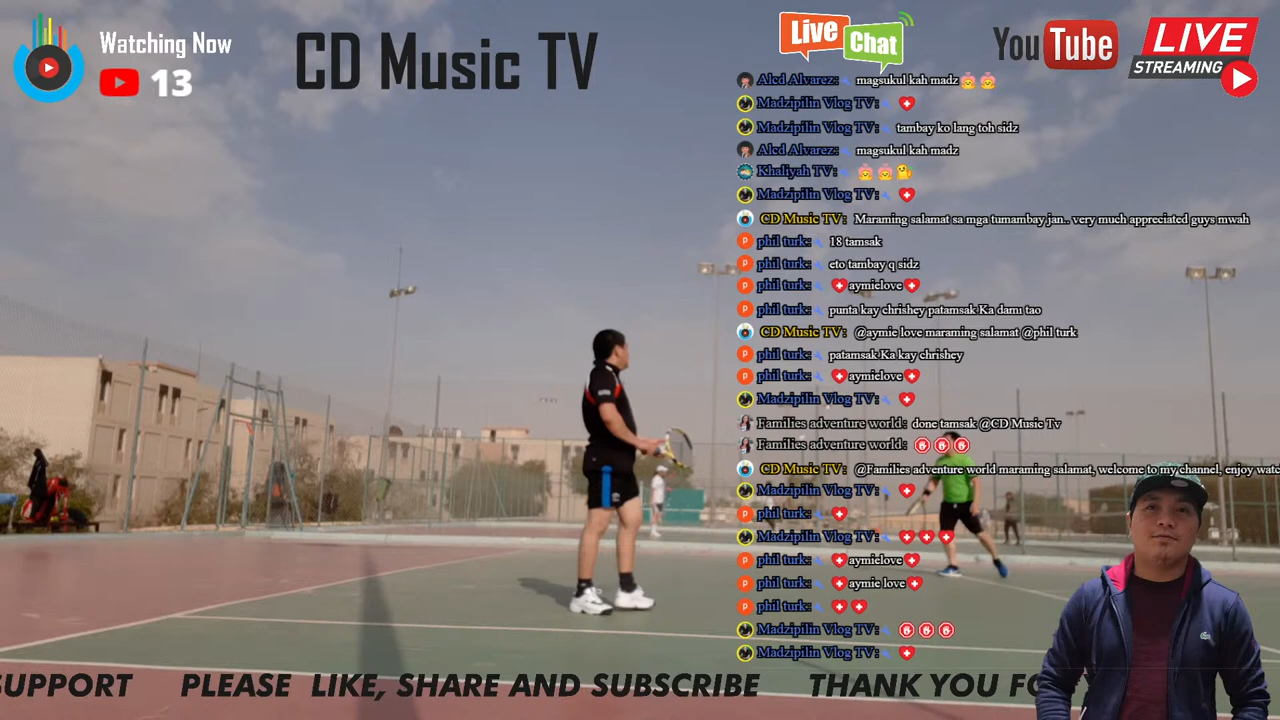 Watching Now
13
CD Music TV
Live
Chat
YouTube
LIVE
STREAMING
Alcd Alvarez: magsukul kah madz
Madzipilin Vlog TV:
Madzipilin Vlog TV: tambay ko lang toh sidz
Alcd Alvarez: magsukul kah madz
Khaliyah TV:
Madzipilin Vlog TV:
CD Music TV: Maraming salamat sa mga tumambay jan.. very much appreciated guys mwah
phil turk: 18 tamsak
phil turk: eto tambay q sidz
phil turk: aymielove
phil turk: punta kay chrishey patamsak Ka dami tao
CD Music TV: @aymie love maraming salamat @phil turk
phil turk: patamsak Ka kay chrishey
phil turk: aymielove
Madzipilin Vlog TV:
Families adventure world: done tamsak @CD Music Tv
Families adventure world:
CD Music TV: @Families adventure world maraming salamat, welcome to my channel, enjoy watc
Madzipilin Vlog TV:
phil turk:
Madzipilin Vlog TV:
phil turk: aymielove
phil turk: aymie love
phil turk:
Madzipilin Vlog TV:
Madzipilin Vlog TV:
SUPPORT PLEASE LIKE, SHARE AND SUBSCRIBE THANK YOU FO